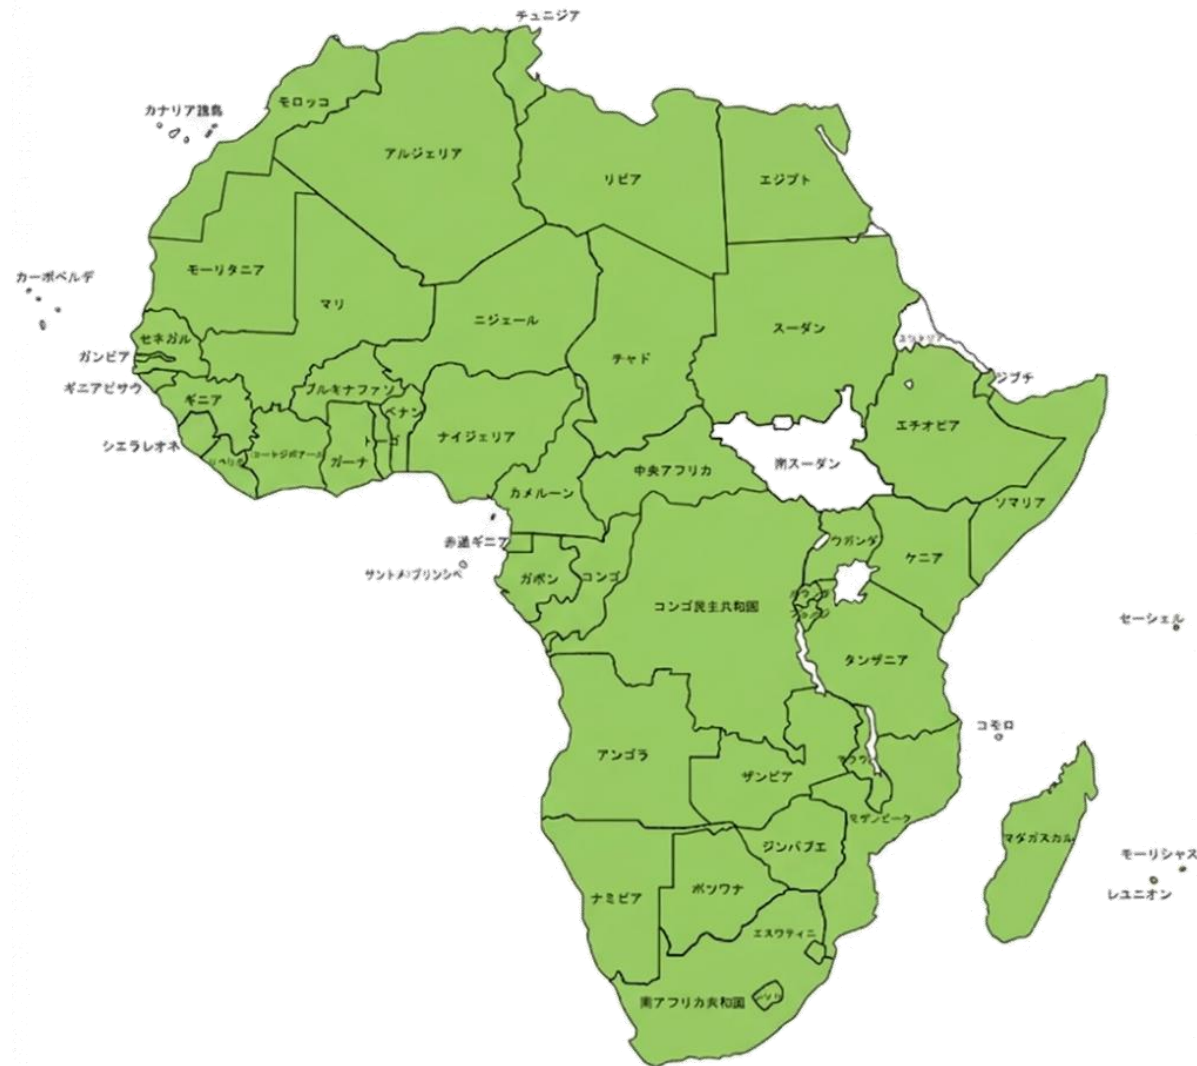 チュニジア
モロッコ
カナリア諸島
アルジェリア
リビア
エジプト
モーリタニア
カーボベルデ
マリ
ニジェール
スーダン
セネガル
ガンビア
チャド
ジブチ
ギニアビサウ
ブルキナファソ
ギニア
ベナン
エチオピア
ナイジェリア
トーゴ
シエラレオネ
コートジボアール
ガーナ
中央アフリカ
南スーダン
カメルーン
ソマリア
赤道ギニア
ウガンダ
ケニア
サントメ・プリンシペ
ガボン
コンゴ
コンゴ民主共和国
セーシェル
タンザニア
コモロ
アンゴラ
ザンビア
モザンビーク
マダガスカル
ジンバブエ
モーリシャス
ボツワナ
レユニオン
ナミビア
エスワティニ
南アフリカ共和国